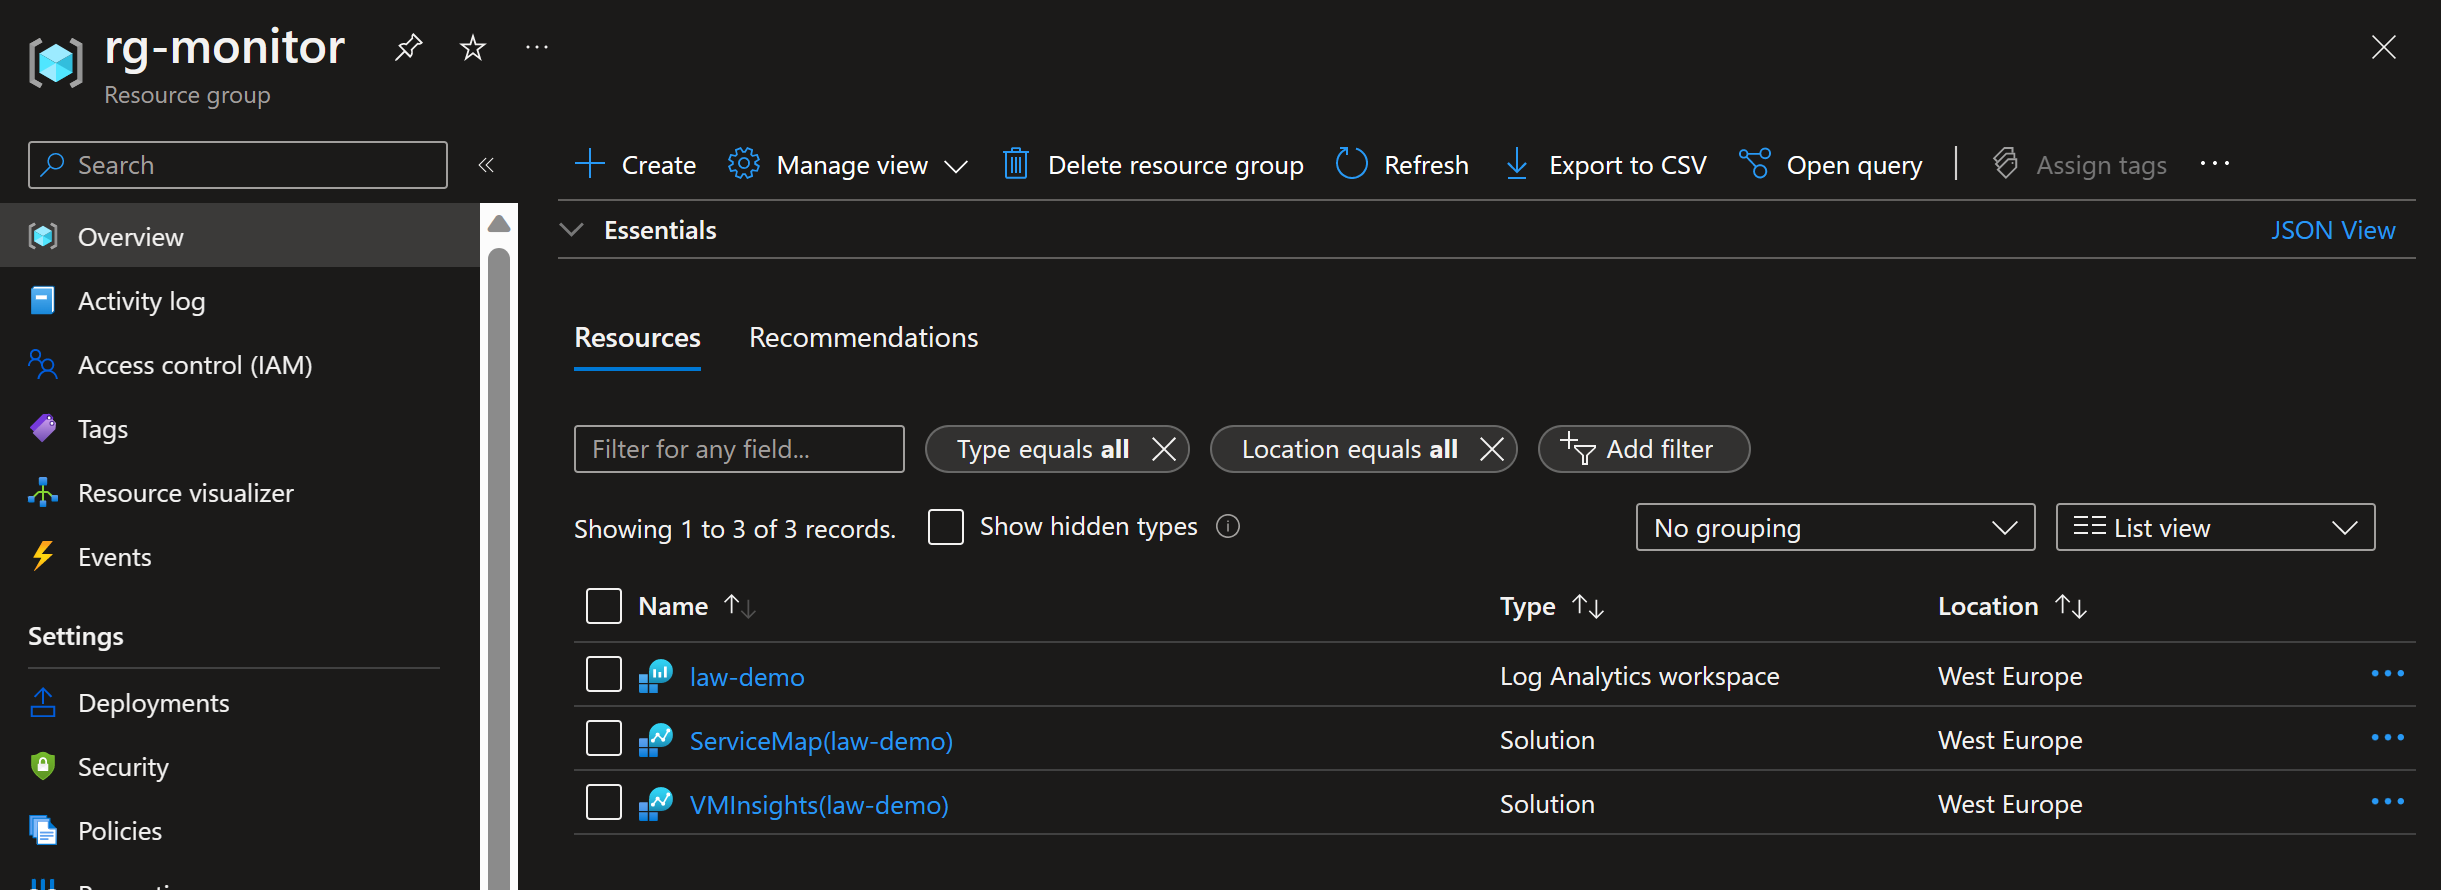 rg-monitor
Resource group
Search
Overview
Activity log
Access control (IAM)
Tags
Resource visualizer
Events
Settings
Deployments
Security
Policies
Create Manage view Delete resource group Refresh Export to CSV Open query Assign tags
Essentials JSON View
Resources Recommendations
Filter for any field... Type equals all Location equals all Add filter
Showing 1 to 3 of 3 records. Show hidden types No grouping List view
Name Type Location
law-demo Log Analytics workspace West Europe
ServiceMap(law-demo) Solution West Europe
VMInsights(law-demo) Solution West Europe